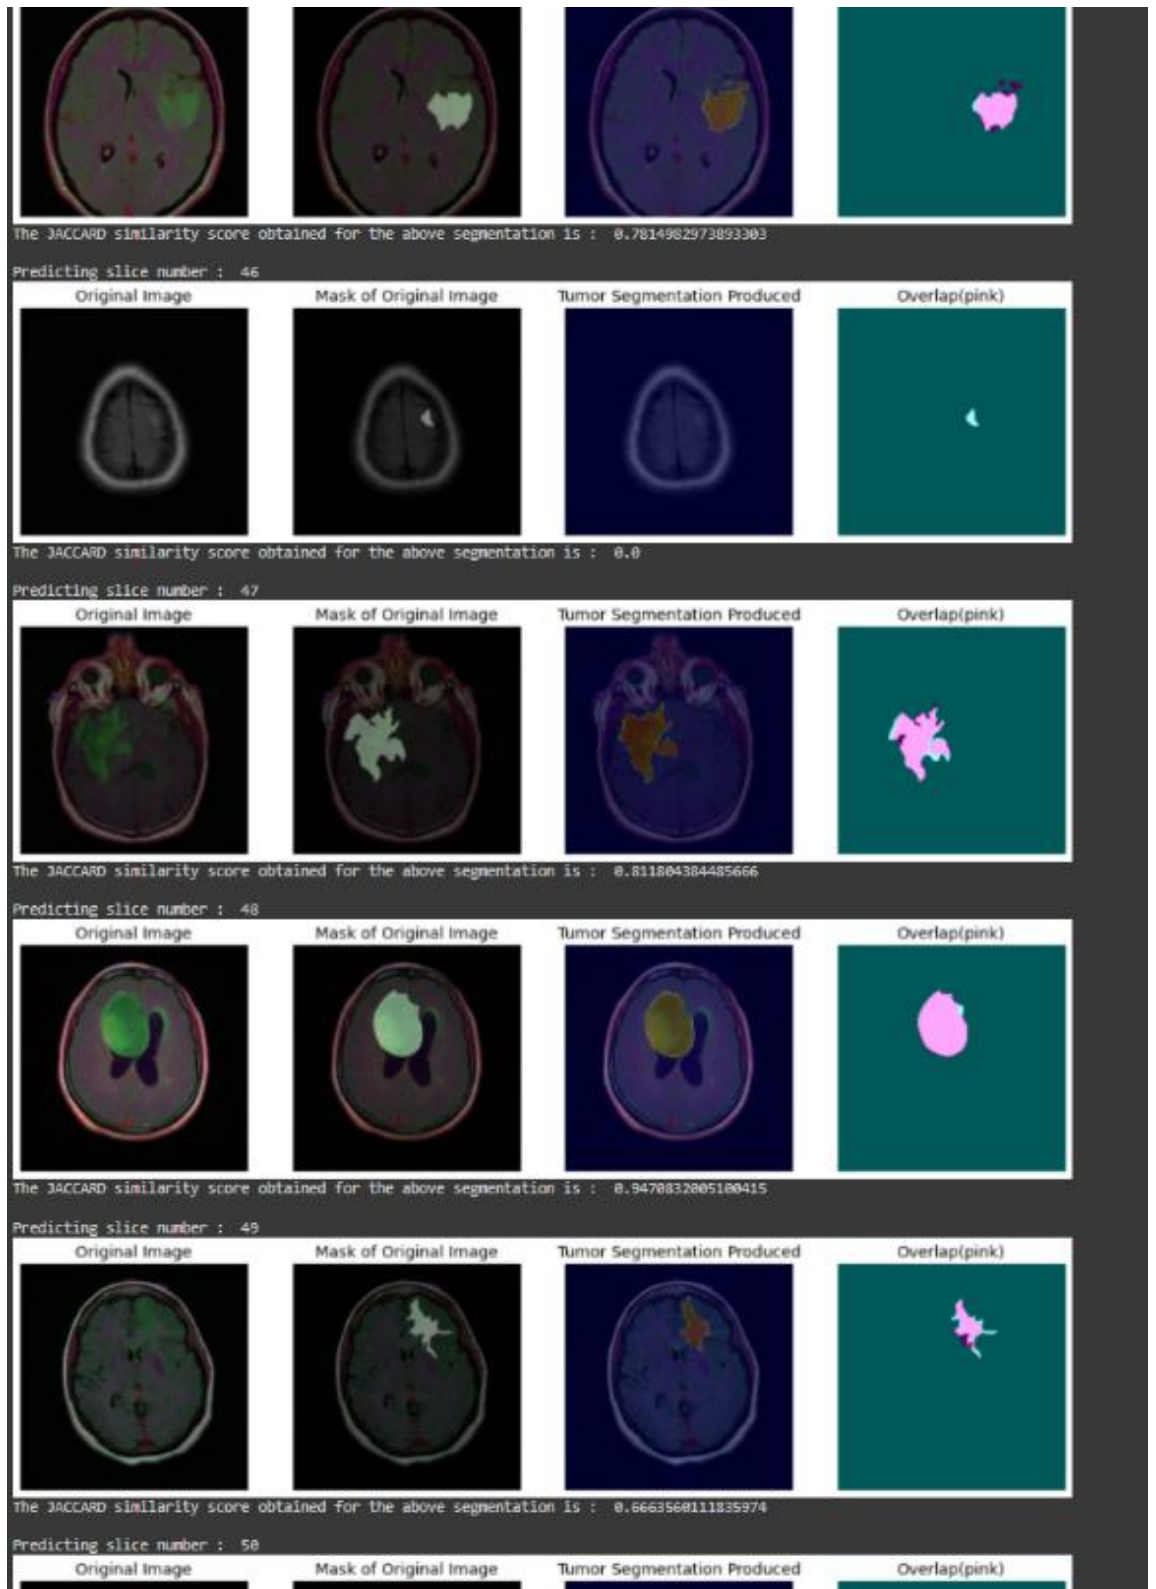 The JACCARD similarity score obtained for the above segmentation is :  0.7814982973893303
Predicting slice number :  46
Original Image Mask of Original Image Tumor Segmentation Produced Overlap(pink)
The JACCARD similarity score obtained for the above segmentation is :  0.0
Predicting slice number :  47
Original Image Mask of Original Image Tumor Segmentation Produced Overlap(pink)
The JACCARD similarity score obtained for the above segmentation is :  0.811804384485666
Predicting slice number :  48
Original Image Mask of Original Image Tumor Segmentation Produced Overlap(pink)
The JACCARD similarity score obtained for the above segmentation is :  0.9470832005100415
Predicting slice number :  49
Original Image Mask of Original Image Tumor Segmentation Produced Overlap(pink)
The JACCARD similarity score obtained for the above segmentation is :  0.6663560111835974
Predicting slice number :  50
Original Image Mask of Original Image Tumor Segmentation Produced Overlap(pink)